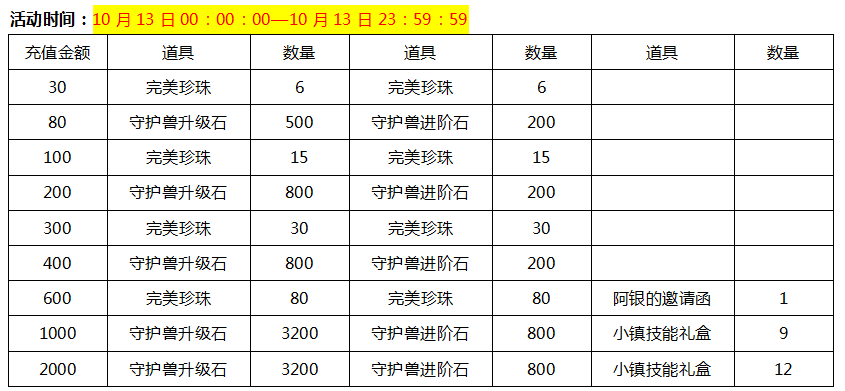 活动时间：10 月 13 日 00：00：00—10 月 13 日 23：59：59
充值金额 道具 数量 道具 数量 道具 数量
30 完美珍珠 6 完美珍珠 6
80 守护兽升级石 500 守护兽进阶石 200
100 完美珍珠 15 完美珍珠 15
200 守护兽升级石 800 守护兽进阶石 200
300 完美珍珠 30 完美珍珠 30
400 守护兽升级石 800 守护兽进阶石 200
600 完美珍珠 80 完美珍珠 80 阿银的邀请函 1
1000 守护兽升级石 3200 守护兽进阶石 800 小镇技能礼盒 9
2000 守护兽升级石 3200 守护兽进阶石 800 小镇技能礼盒 12